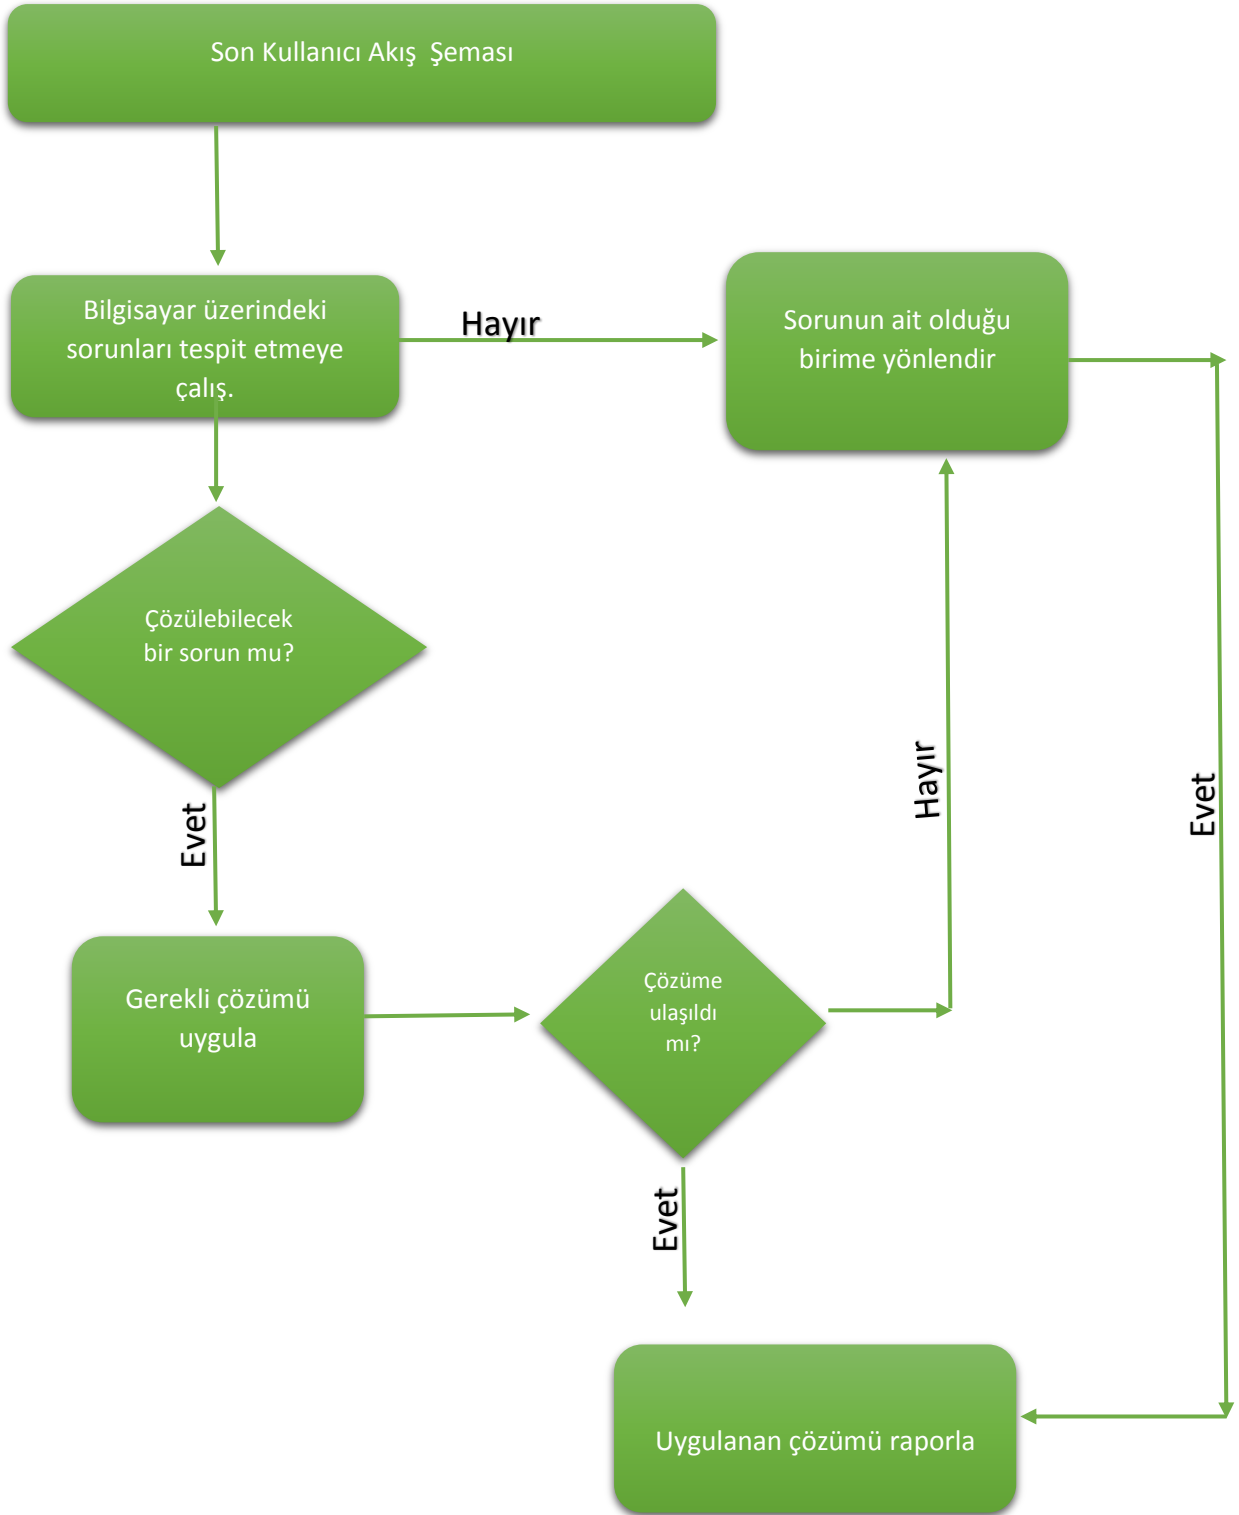 Son Kullanıcı Akış  Şeması
Bilgisayar üzerindeki
sorunları tespit etmeye
çalış.
Hayır
Sorunun ait olduğu
birime yönlendir
Çözülebilecek
bir sorun mu?
Evet
Hayır
Evet
Gerekli çözümü
uygula
Çözüme
ulaşıldı
mı?
Evet
Uygulanan çözümü raporla